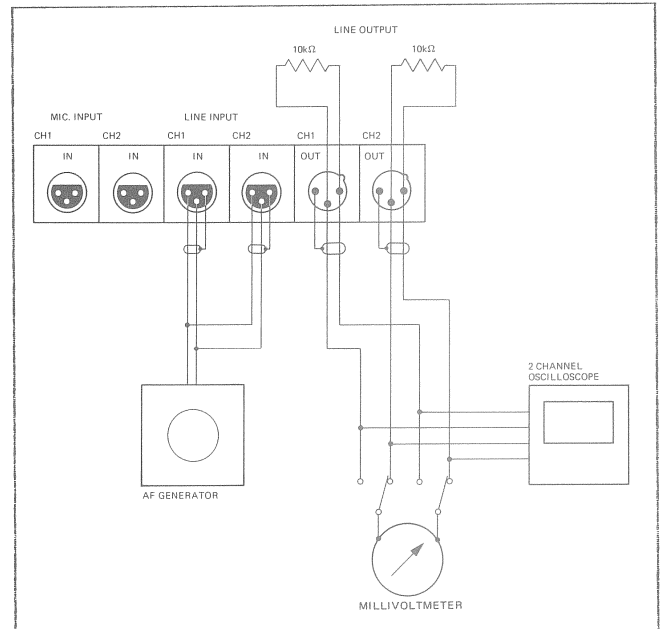 LINE OUTPUT
10kΩ 10kΩ
MIC. INPUT LINE INPUT
CH1 CH2 CH1 CH2 CH1 CH2
IN IN IN IN OUT OUT
2 CHANNEL
OSCILLOSCOPE
AF GENERATOR
MILLIVOLTMETER